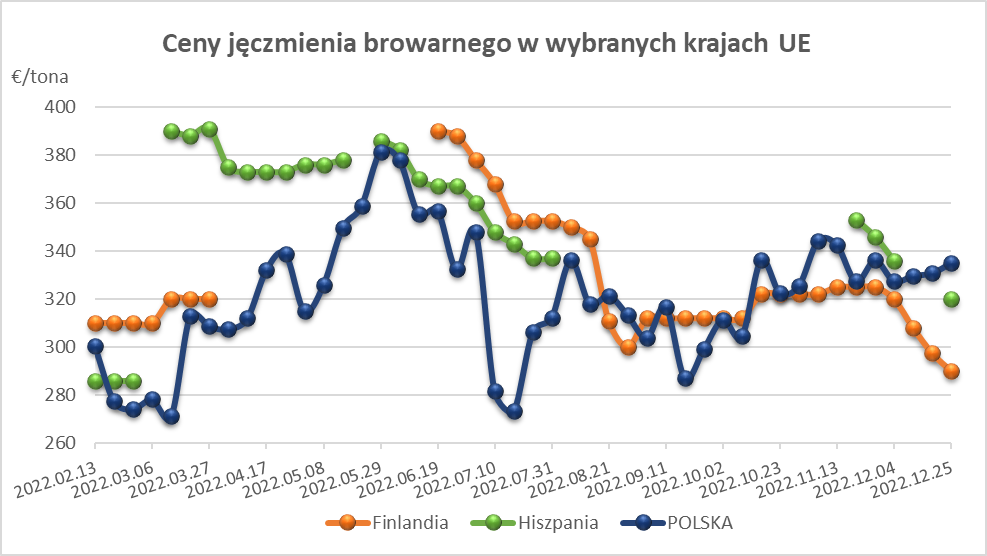 Ceny jęczmienia browarnego w wybranych krajach UE
€/tona
400
380
360
340
320
300
280
260
2022.02.13 2022.03.06 2022.03.27 2022.04.17 2022.05.08 2022.05.29 2022.06.19 2022.07.10 2022.07.31 2022.08.21 2022.09.11 2022.10.02 2022.10.23 2022.11.13 2022.12.04 2022.12.25
Finlandia Hiszpania POLSKA